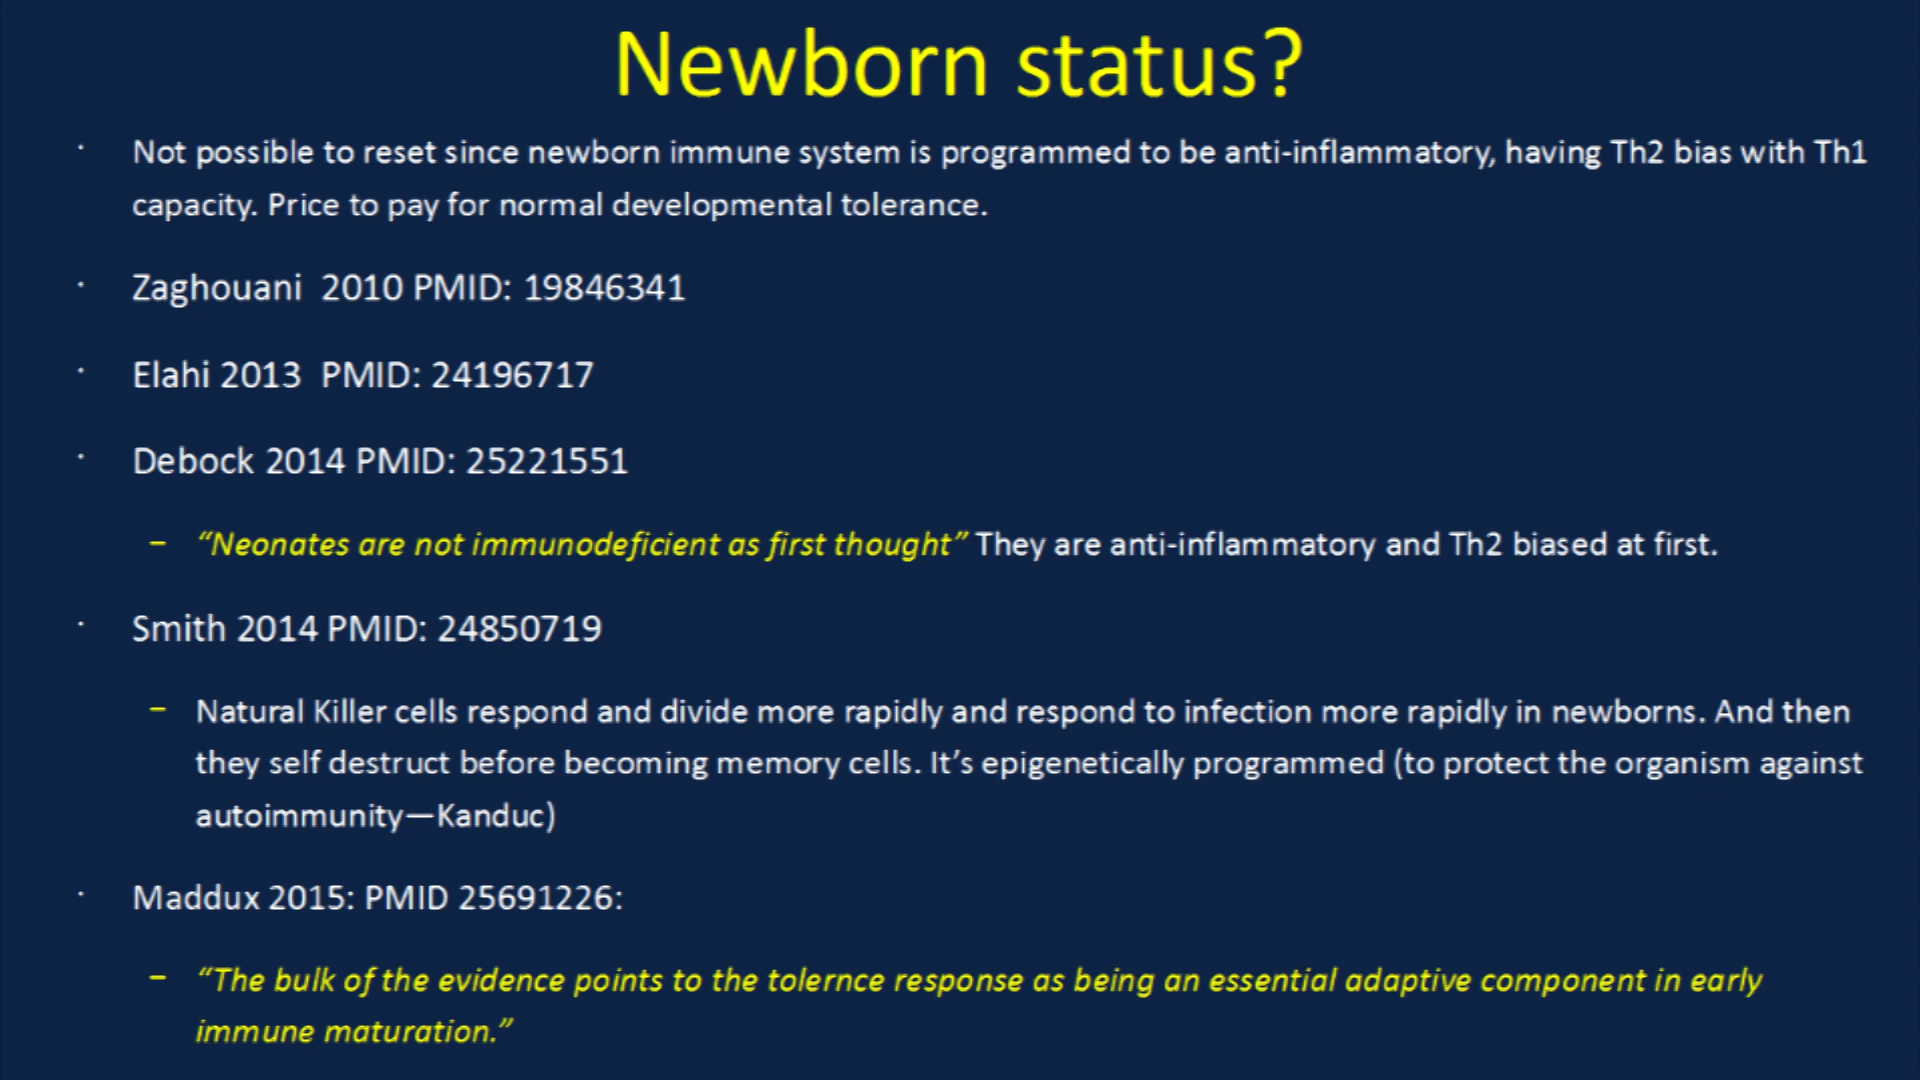 Newborn status?
· Not possible to reset since newborn immune system is programmed to be anti-inflammatory, having Th2 bias with Th1
capacity. Price to pay for normal developmental tolerance.
· Zaghouani  2010 PMID: 19846341
· Elahi 2013  PMID: 24196717
· Debock 2014 PMID: 25221551
– “Neonates are not immunodeficient as first thought” They are anti-inflammatory and Th2 biased at first.
· Smith 2014 PMID: 24850719
– Natural Killer cells respond and divide more rapidly and respond to infection more rapidly in newborns. And then
they self destruct before becoming memory cells. It’s epigenetically programmed (to protect the organism against
autoimmunity—Kanduc)
· Maddux 2015: PMID 25691226:
– “The bulk of the evidence points to the tolernce response as being an essential adaptive component in early
immune maturation.”